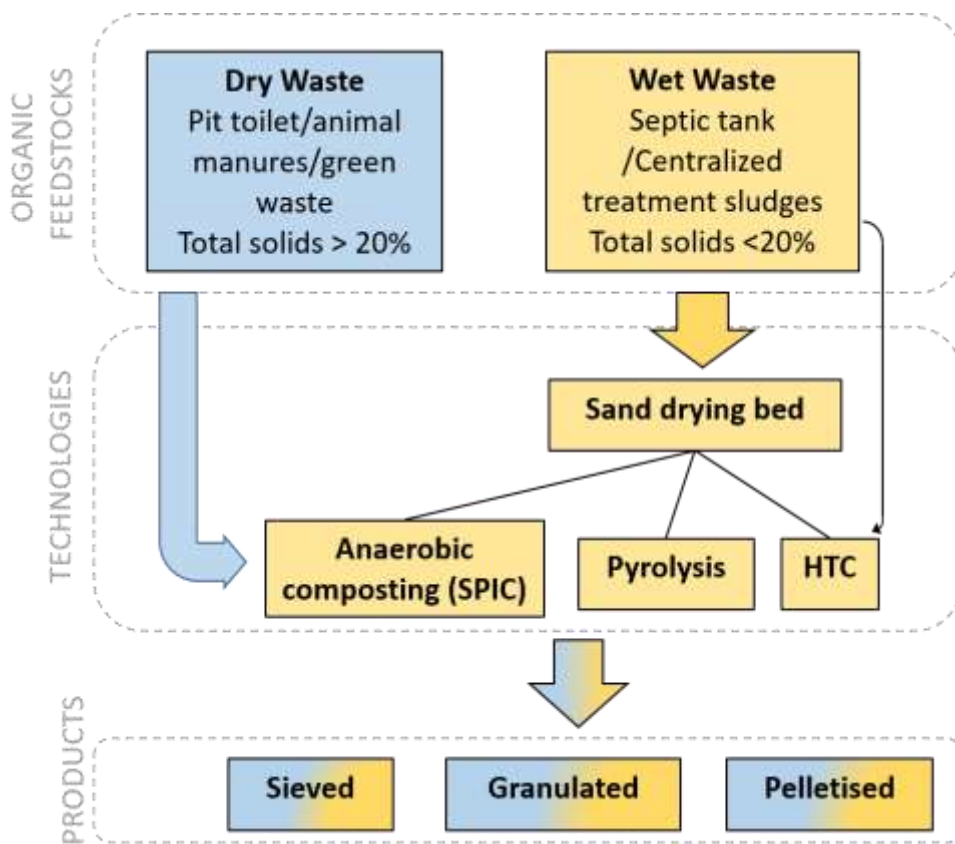 ORGANIC
FEEDSTOCKS
Dry Waste
Pit toilet/animal
manures/green
waste
Total solids > 20%
Wet Waste
Septic tank
/Centralized
treatment sludges
Total solids <20%
TECHNOLOGIES
Sand drying bed
Anaerobic
composting (SPIC)
Pyrolysis
HTC
PRODUCTS
Sieved
Granulated
Pelletised